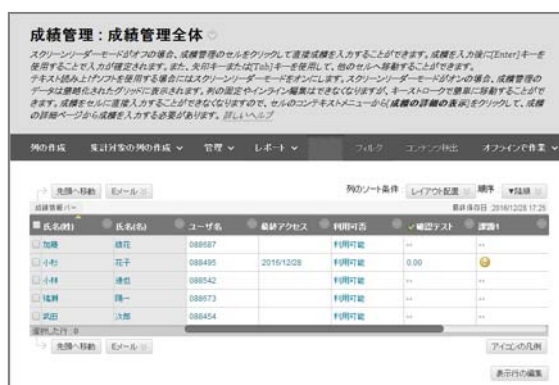 成績管理 : 成績管理全体
スクリーンリーダーモードがオフの場合、成績管理のセルをクリックして直接成績を入力することができます。成績を入力後に[Enter]キーを
使用することで入力が確定されます。また、矢印キーまたは[Tab]キーを使用して、他のセルへ移動することができます。
テキスト読み上げソフトを使用する場合にはスクリーンリーダーモードをオンにします。スクリーンリーダーモードがオンの場合、成績管理の
データは簡略化されたグリッドに表示されます。列の固定やインライン編集はできなくなりますが、キーストロークで簡単に移動することがで
きます。成績をセルに直接入力することができなくなりますので、セルのコンテキストメニューから[成績の詳細の表示]をクリックして、成績
の詳細ページから成績を入力する必要があります。詳しいヘルプ
列の作成 集計対象の列の作成 管理 レポート フィルタ コンテンツ検出 オフラインで作業
先頭へ移動 Eメール 列のソート条件: レイアウト配置 順序: ▼降順
成績情報バー 最終保存日:2016/12/28 17:25
氏名(姓) 氏名(名) ユーザ名 最終アクセス 利用可否 確認テスト 課題1
加藤 088687 利用可能 -- --
小杉 花子 088495 2016/12/28 利用可能 0.00
小林 達也 088542 利用可能 -- --
陽一 088673 利用可能 -- --
武田 次郎 088454 利用可能 -- --
選択した行: 0
先頭へ移動 Eメール アイコンの凡例
表示行の編集